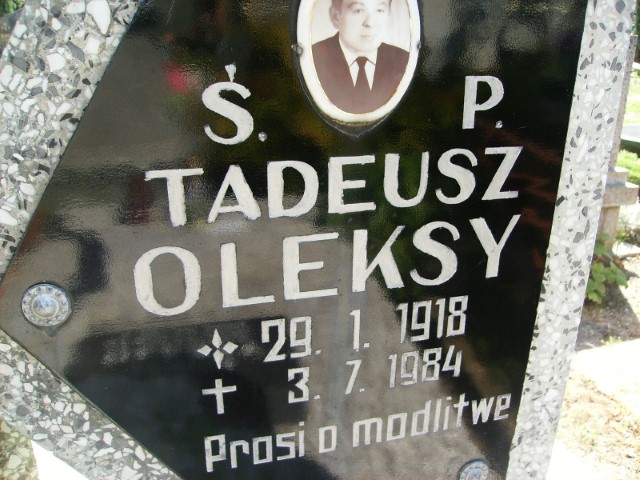 Ś. P.
TADEUSZ
OLEKSY
29. 1. 1918
✝ 3. 7. 1984
Prosi o modlitwe